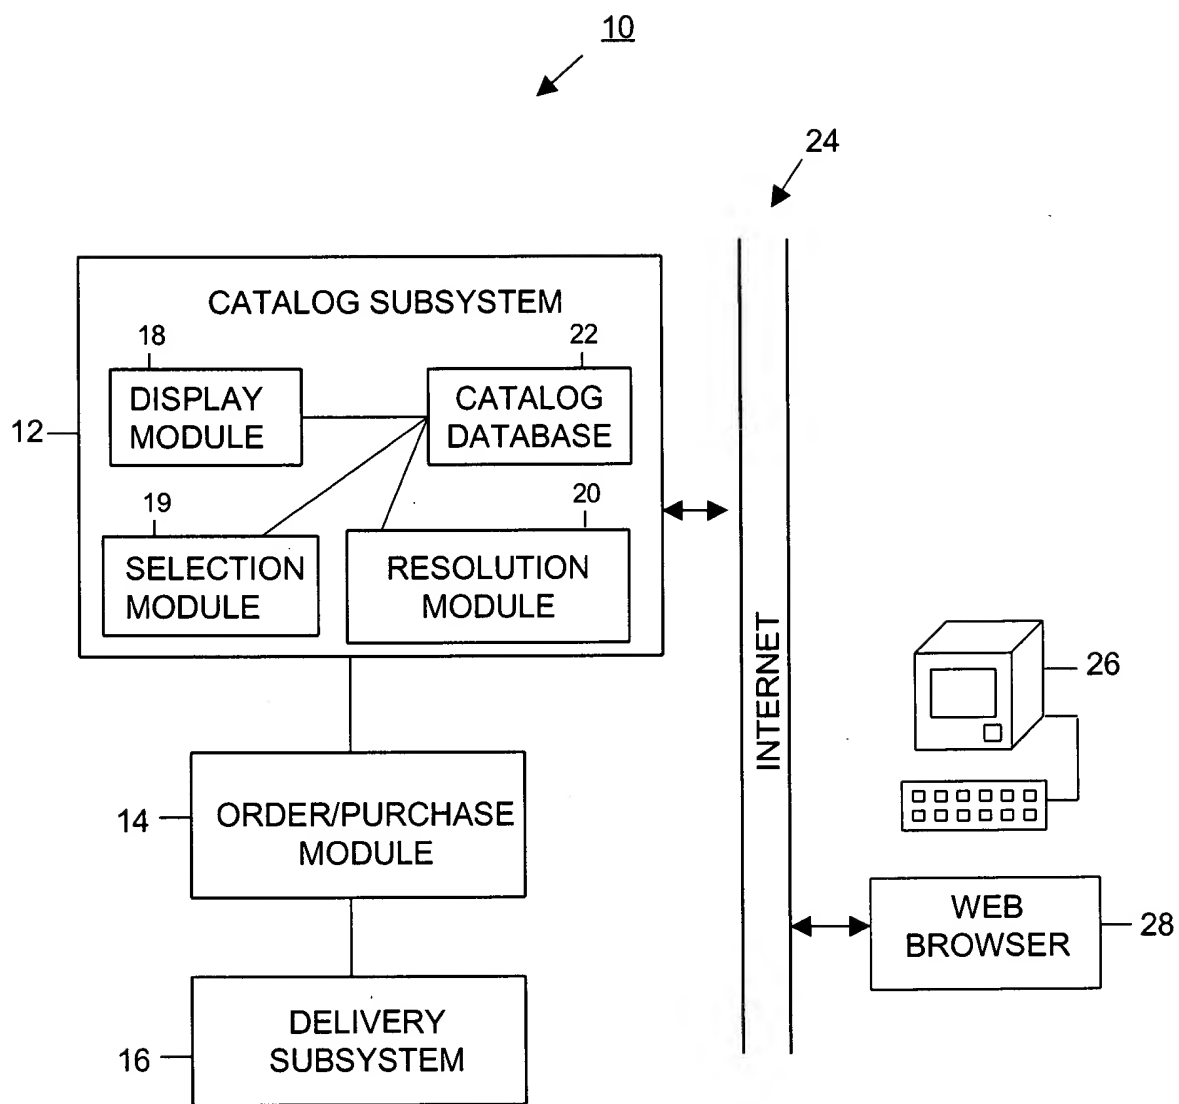 10
24
CATALOG SUBSYSTEM
18
22
DISPLAY
MODULE
CATALOG
DATABASE
12
19
20
SELECTION
MODULE
RESOLUTION
MODULE
INTERNET
26
14
ORDER/PURCHASE
MODULE
WEB
BROWSER
28
DELIVERY
SUBSYSTEM
16